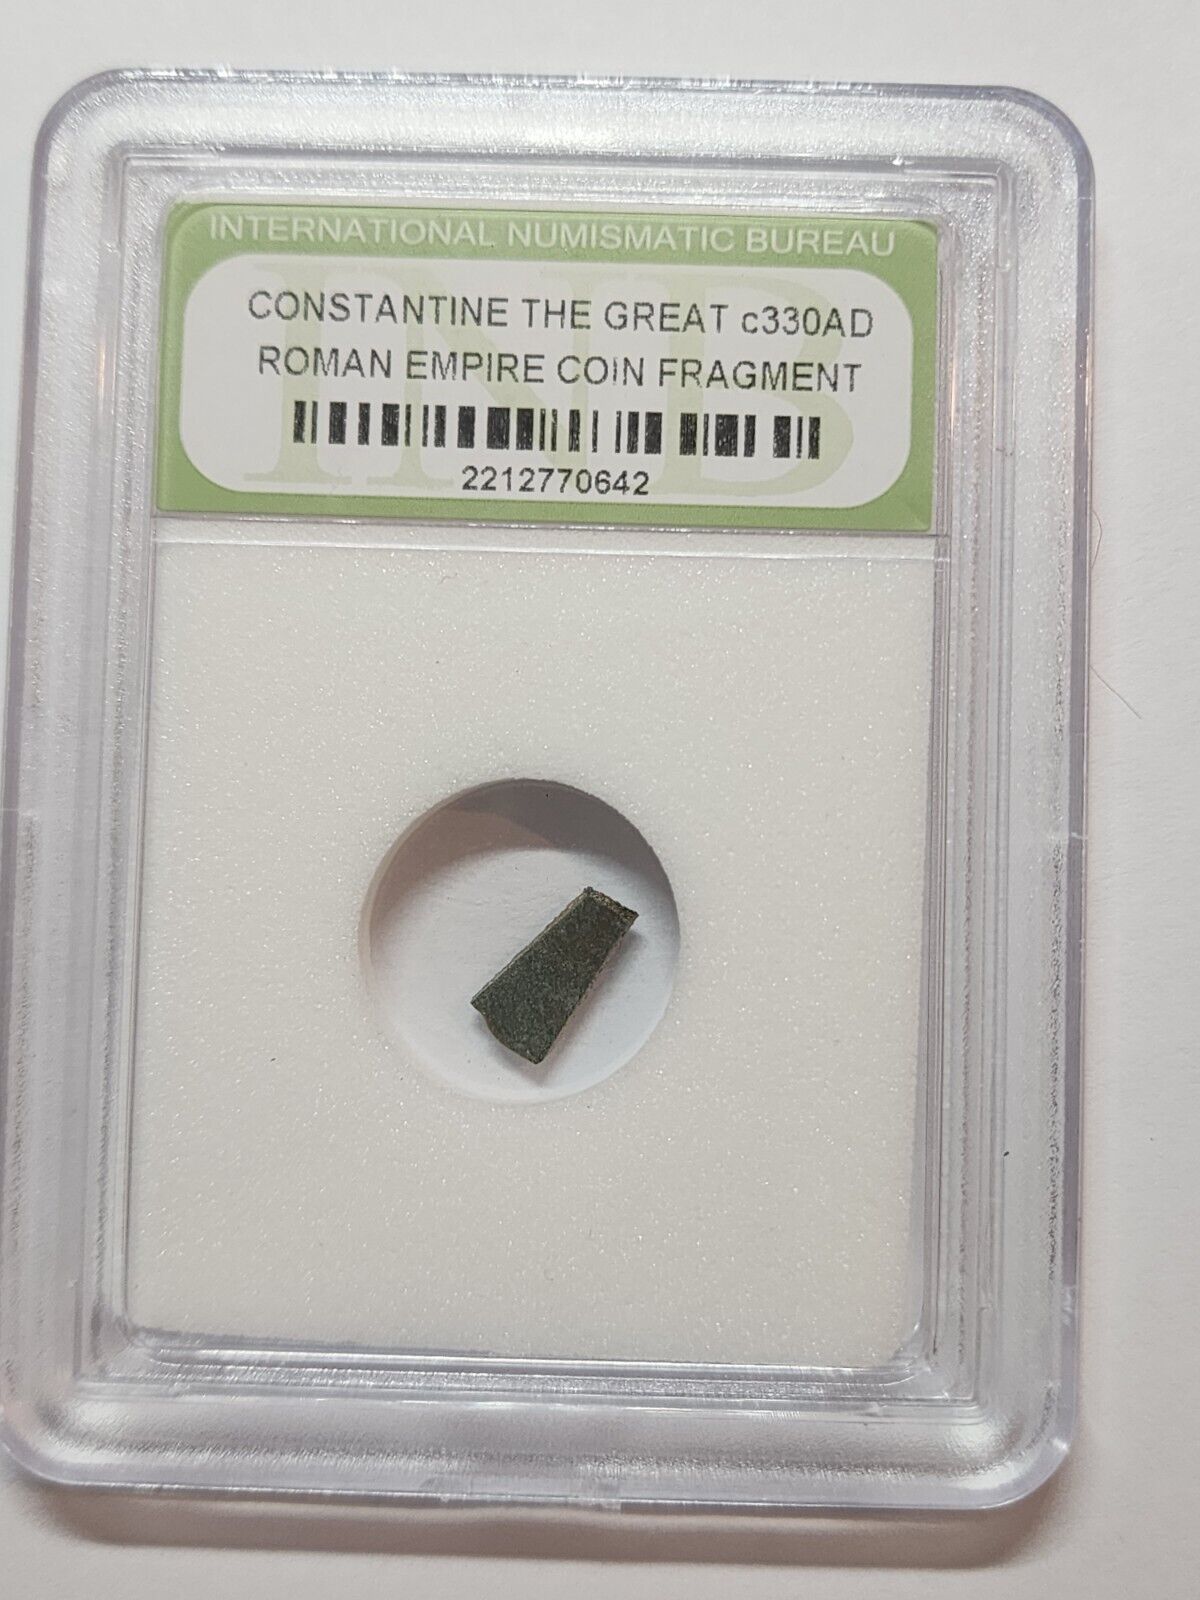 INTERNATIONAL NUMISMATIC BUREAU
CONSTANTINE THE GREAT c330AD
ROMAN EMPIRE COIN FRAGMENT
INB
2212770642